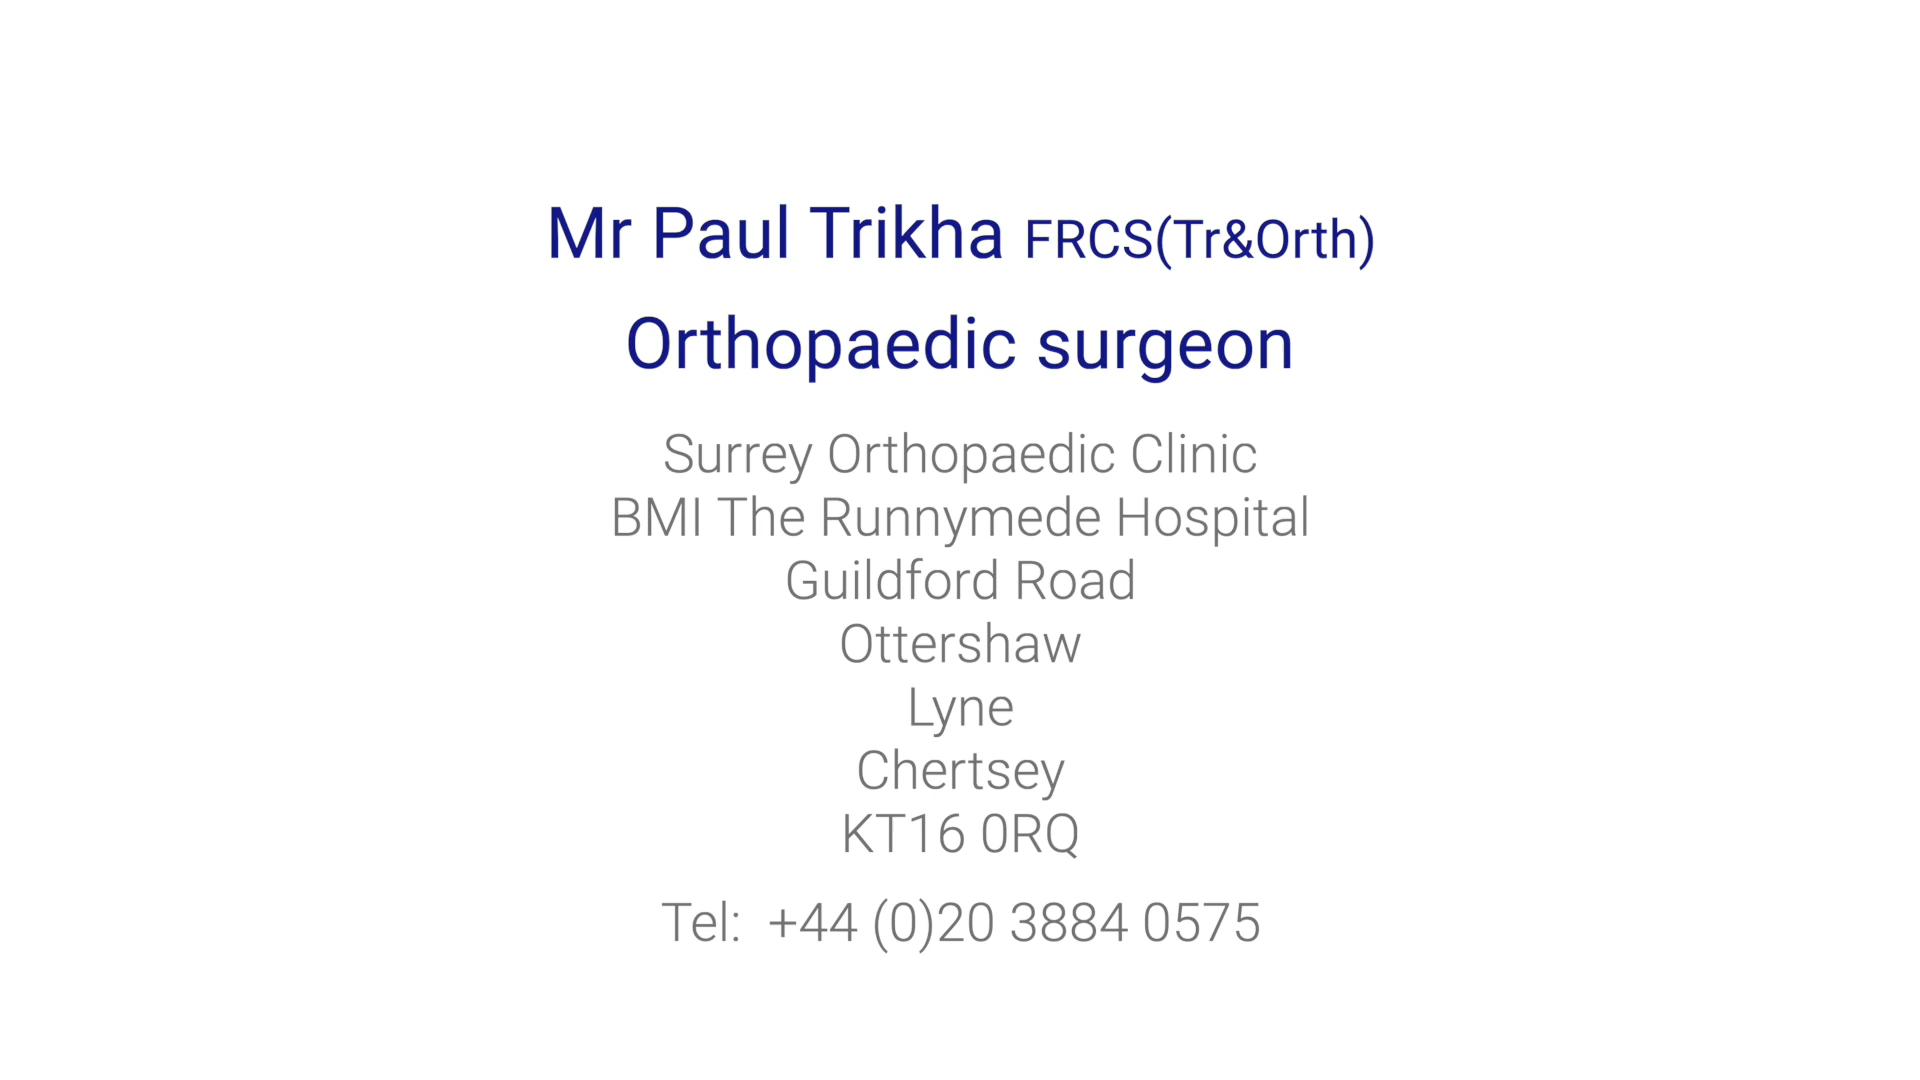 Mr Paul Trikha FRCS(Tr&Orth)
Orthopaedic surgeon
Surrey Orthopaedic Clinic
BMI The Runnymede Hospital
Guildford Road
Ottershaw
Lyne
Chertsey
KT16 0RQ
Tel:  +44 (0)20 3884 0575